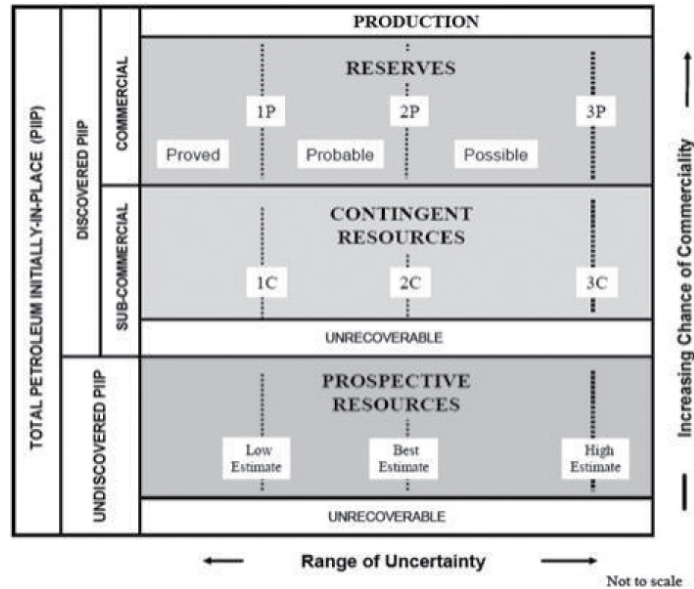 TOTAL PETROLEUM INITIALLY-IN-PLACE (PIIP)
DISCOVERED PIIP
UNDISCOVERED PIIP
COMMERCIAL
SUB-COMMERCIAL
PRODUCTION
RESERVES
1P
2P
3P
Proved
Probable
Possible
CONTINGENT
RESOURCES
1C
2C
3C
UNRECOVERABLE
PROSPECTIVE
RESOURCES
Low
Estimate
Best
Estimate
High
Estimate
UNRECOVERABLE
Increasing Chance of Commerciality
Range of Uncertainty
Not to scale